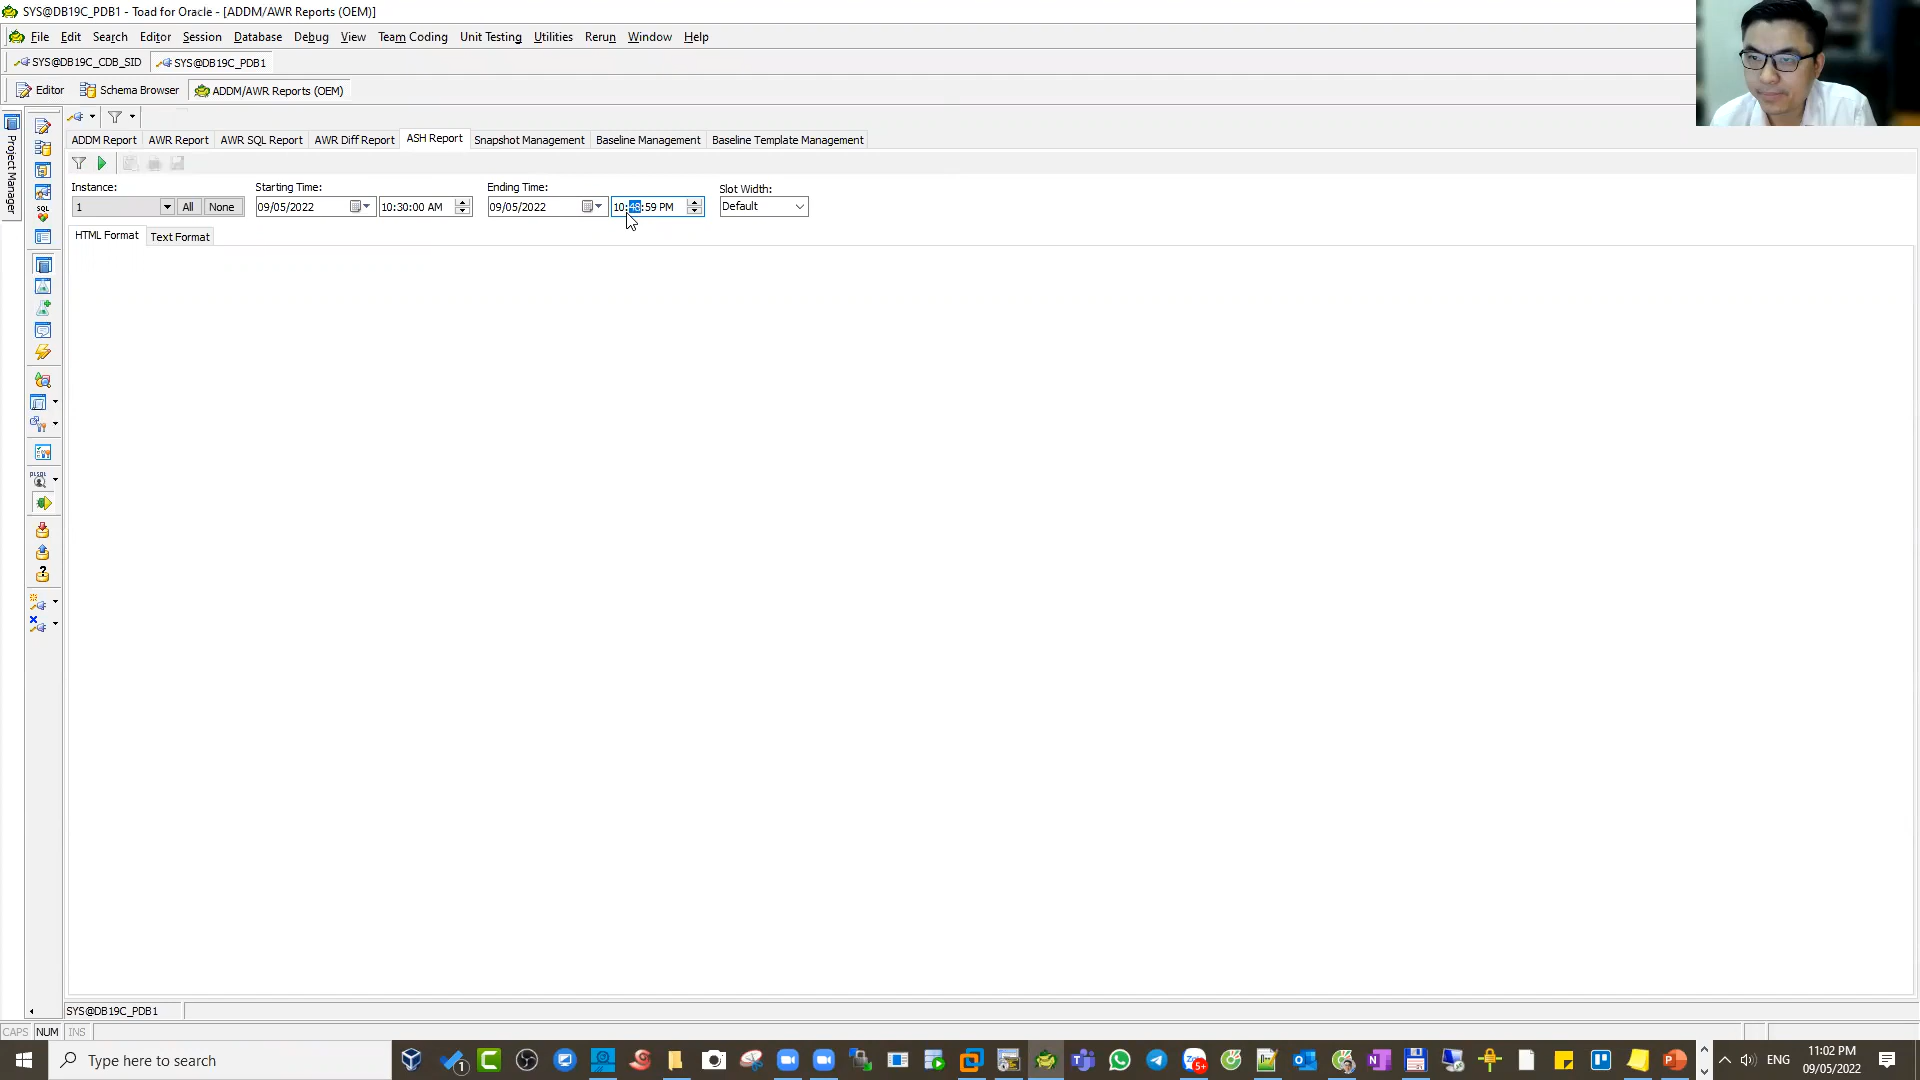 SYS@DB19C_PDB1 - Toad for Oracle - [ADDM/AWR Reports (OEM)]
File Edit Search Editor Session Database Debug View Team Coding Unit Testing Utilities Rerun Window Help
SYS@DB19C_CDB_SID SYS@DB19C_PDB1
Editor Schema Browser ADDM/AWR Reports (OEM)
Project Manager
ADDM Report AWR Report AWR SQL Report AWR Diff Report ASH Report Snapshot Management Baseline Management Baseline Template Management
Instance: Starting Time: Ending Time: Slot Width:
1 All None 09/05/2022 10:30:00 AM 09/05/2022 10:48:59 PM Default
SQL
HTML Format Text Format
SYS@DB19C_PDB1
CAPS NUM INS
Type here to search
1
5+
ENG
11:02 PM
09/05/2022